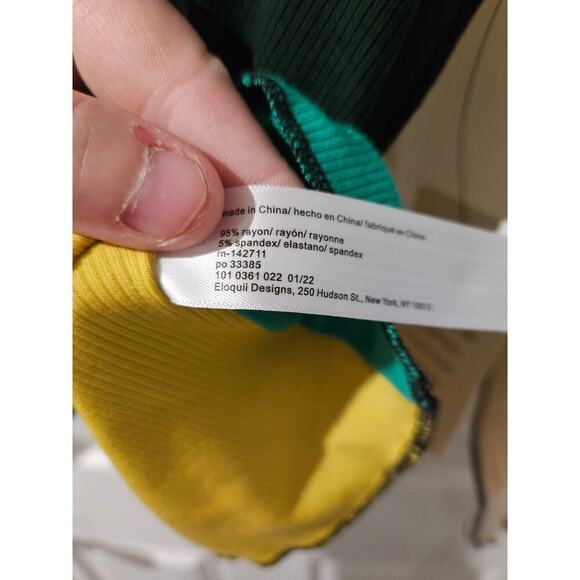 made in China/ hecho en China/ fabriqué en Chine
95% rayon/ rayón/ rayonne
5% spandex/ elastano/ spandex
rn-142711
po 33385
101 0361 022 01/22
Eloquii Designs, 250 Hudson St., New York, NY 10013